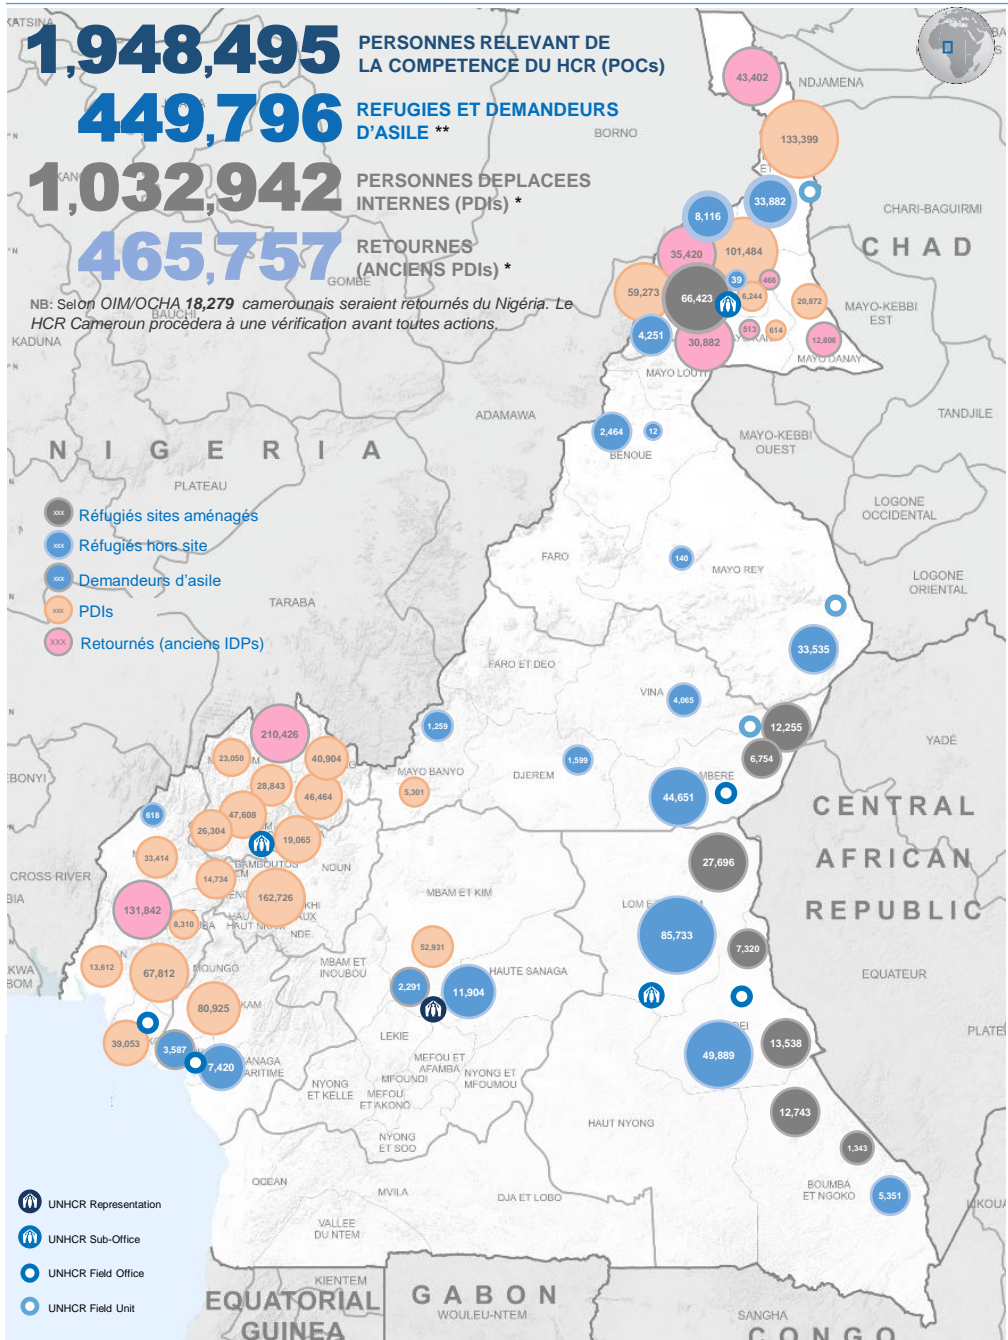 1,948,495
PERSONNES RELEVANT DE
LA COMPETENCE DU HCR (POCs)
449,796
REFUGIES ET DEMANDEURS
D'ASILE **
1,032,942
PERSONNES DEPLACEES
INTERNES (PDIs) *
465,757
RETOURNES
(ANCIENS PDIs) *
NB: Selon OIM/OCHA 18,279 camerounais seraient retournés du Nigéria. Le
HCR Cameroun procèdera à une vérification avant toutes actions.
KATSINA
BORNO
GOMBE
BAUCHI
KADUNA
43,402
NDJAMENA
133,399
33,882
8,116
CHARI-BAGUIRMI
CHAD
35,420
101,484
39
466
59,273
66,423
6,244
20,872
MAYO-KEBBI
EST
4,251
30,882
513
614
12,806
MAYO DANAY
MAYO LOUTI
ADAMAWA
TANDJILE
2,464
12
BENOUE
MAYO-KEBBI
OUEST
NIGERIA
PLATEAU
LOGONE
OCCIDENTAL
xxx Réfugiés sites aménagés
xxx Réfugiés hors site
xxx Demandeurs d'asile
xxx PDIs
XXX Retournés (anciens IDPs)
FARO
140
MAYO REY
LOGONE
ORIENTAL
TARABA
33,535
FARO ET DEO
VINA
4,065
210,426
1,259
12,255
YADÉ
23,050
40,904
6,754
28,843
MAYO BANYO
DJEREM
1,599
MBERE
46,464
5,301
44,651
618
47,608
CENTRAL
AFRICAN
REPUBLIC
26,304
19,065
33,414
BAMBOUTOS
NOUN
27,696
CROSS RIVER
14,734
162,726
MBAM ET KIM
131,842
8,310
NDE
85,733
7,320
52,931
13,612
67,812
MOUNGO
MBAM ET
INOUBOU
HAUTE SANAGA
EQUATEUR
2,291
11,904
80,925
39,053
3,587
7,420
LEKIE
49,889
13,538
MEFOU ET
AFAMBA
MFOUNDI
NYONG ET
MFOUMOU
NYONG
ET KELLE
MEFOU
ET AKONO
12,743
HAUT NYONG
NYONG
ET SOO
1,343
OCEAN
MVILA
DJA ET LOBO
BOUMBA
ET NGOKO
5,351
VALLEE
DU NTEM
UNHCR Representation
UNHCR Sub-Office
UNHCR Field Office
UNHCR Field Unit
KIENTEM
EQUATORIAL
GUINEA
GABON
WOULEU-NTEM
SANGHA
CONGO